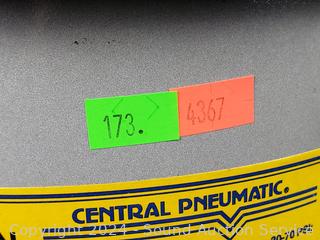 173. 4367
CENTRAL PNEUMATIC®
Copyright 2024 - Sound Auction Service